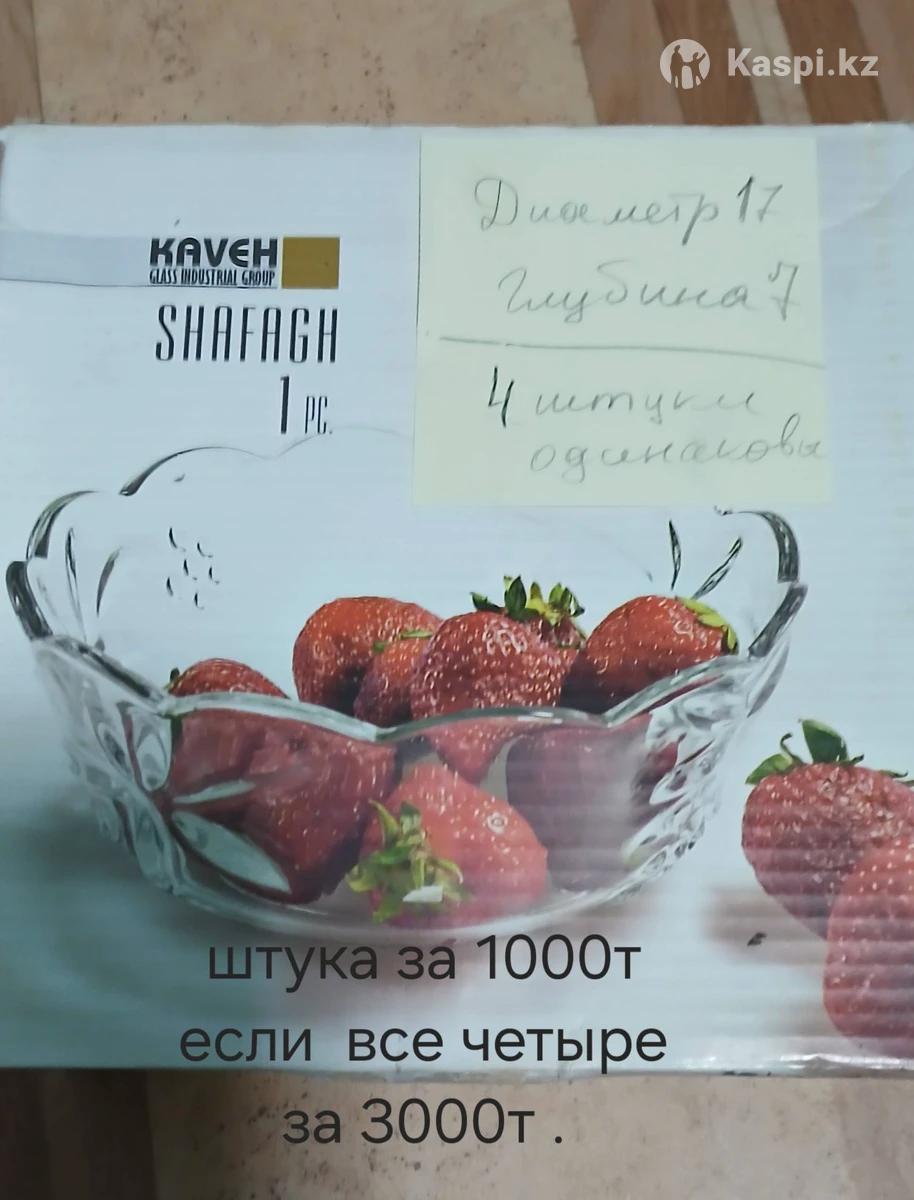 Kaspi.kz
Диаметр 17
Глубина 7
4 штуки
одинаковы
KAVEH
GLASS INDUSTRIAL GROUP
SHAFAGH
1 PC.
штука за 1000т
если все четыре
за 3000т .